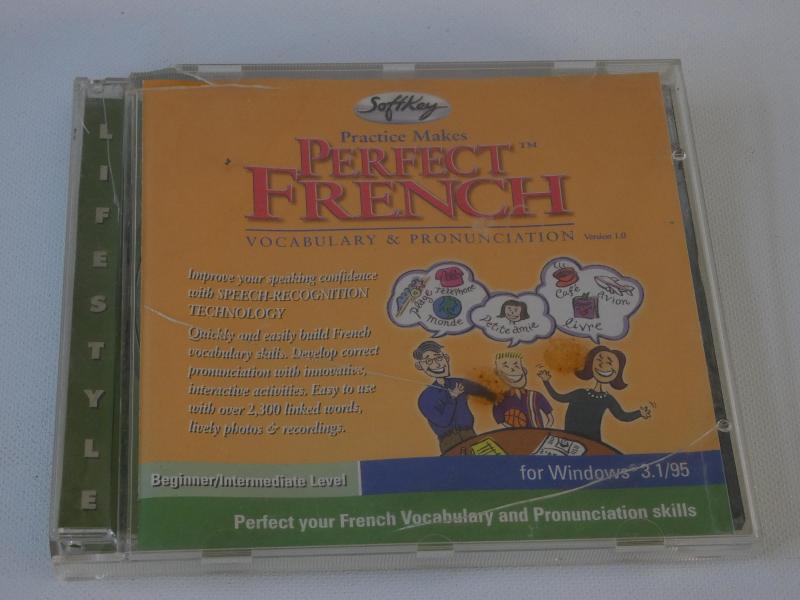 LIFESTYLE
SoftKey
Practice Makes
PERFECT™
FRENCH
VOCABULARY & PRONUNCIATION Version 1.0
Improve your speaking confidence
with SPEECH-RECOGNITION
TECHNOLOGY
Quickly and easily build French
vocabulary skills. Develop correct
pronunciation with innovative,
interactive activities. Easy to use
with over 2,300 linked words,
lively photos & recordings.
Plage
Téléphone
monde
Petite amie
Café
Avion
livre
Beginner/Intermediate Level
for Windows® 3.1/95
Perfect your French Vocabulary and Pronunciation skills